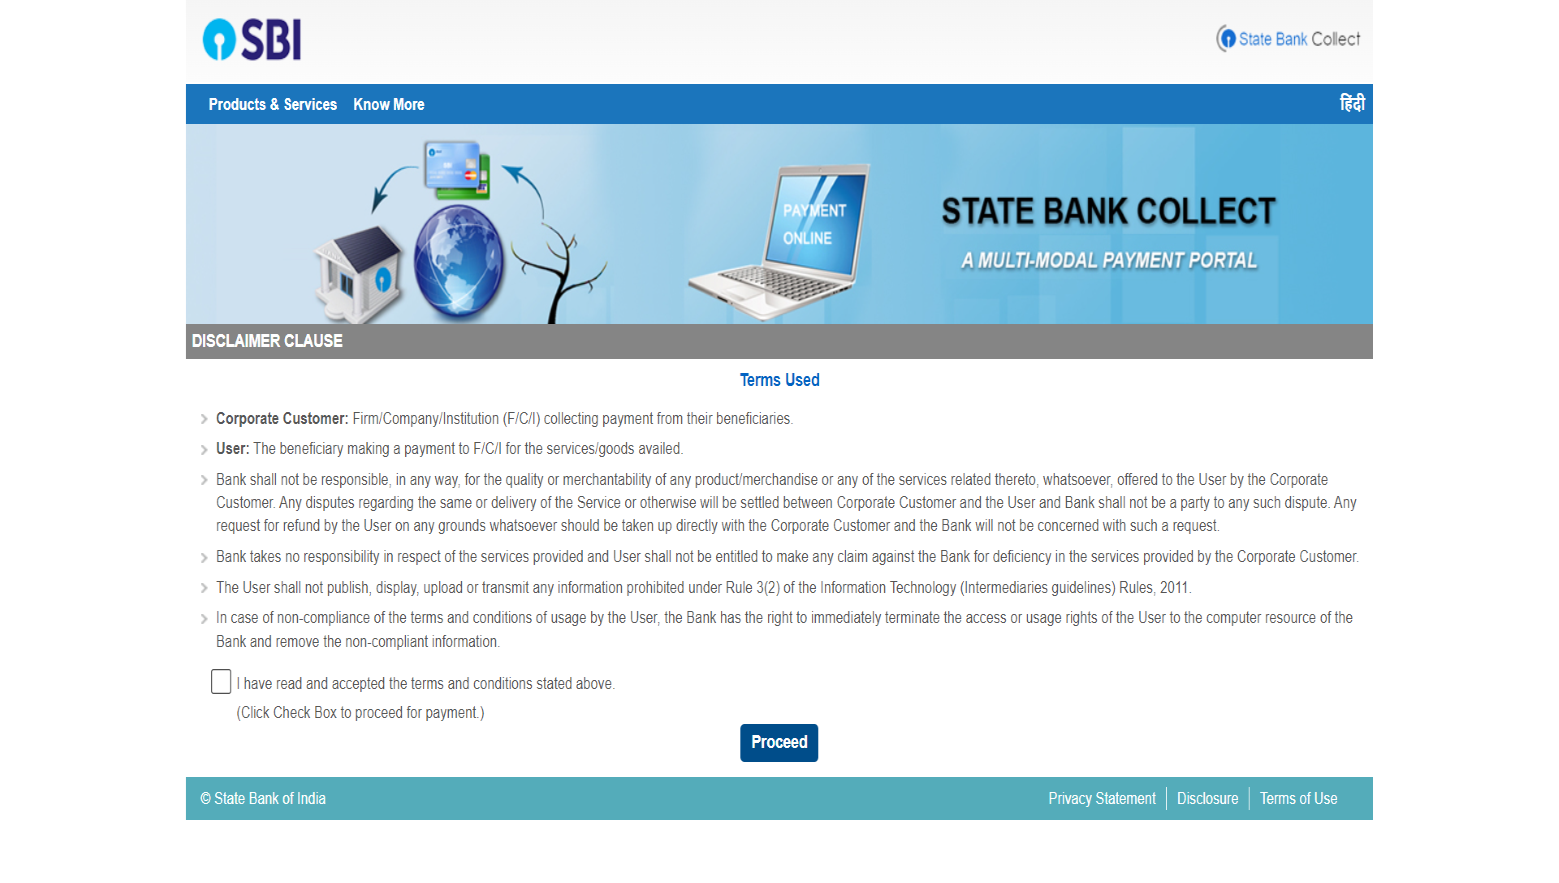 SBI
State Bank Collect
Products & Services Know More हिंदी
PAYMENT
ONLINE
STATE BANK COLLECT
A MULTI-MODAL PAYMENT PORTAL
DISCLAIMER CLAUSE
Terms Used
Corporate Customer: Firm/Company/Institution (F/C/I) collecting payment from their beneficiaries.
User: The beneficiary making a payment to F/C/I for the services/goods availed.
Bank shall not be responsible, in any way, for the quality or merchantability of any product/merchandise or any of the services related thereto, whatsoever, offered to the User by the Corporate
Customer. Any disputes regarding the same or delivery of the Service or otherwise will be settled between Corporate Customer and the User and Bank shall not be a party to any such dispute. Any
request for refund by the User on any grounds whatsoever should be taken up directly with the Corporate Customer and the Bank will not be concerned with such a request.
Bank takes no responsibility in respect of the services provided and User shall not be entitled to make any claim against the Bank for deficiency in the services provided by the Corporate Customer.
The User shall not publish, display, upload or transmit any information prohibited under Rule 3(2) of the Information Technology (Intermediaries guidelines) Rules, 2011.
In case of non-compliance of the terms and conditions of usage by the User, the Bank has the right to immediately terminate the access or usage rights of the User to the computer resource of the
Bank and remove the non-compliant information.
I have read and accepted the terms and conditions stated above.
(Click Check Box to proceed for payment.)
Proceed
© State Bank of India Privacy Statement Disclosure Terms of Use